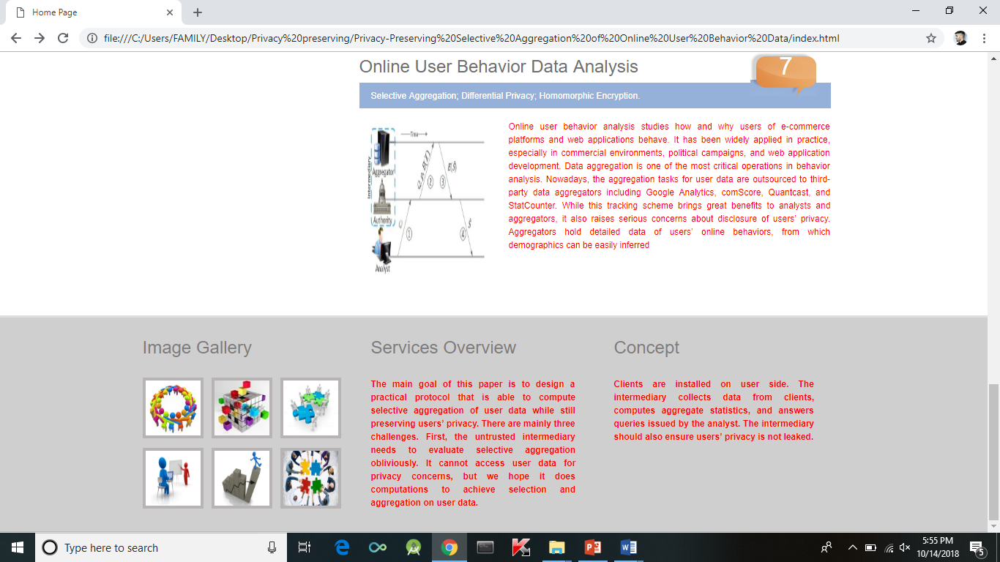 Home Page
file:///C:/Users/FAMILY/Desktop/Privacy%20preserving/Privacy-Preserving%20Selective%20Aggregation%20of%20Online%20User%20Behavior%20Data/index.html
Online User Behavior Data Analysis
7
Selective Aggregation; Differential Privacy; Homomorphic Encryption.
Time
Intermediary
Aggregator
Authority
Analyst
Q
1
2
3
4
Online user behavior analysis studies how and why users of e-commerce
platforms and web applications behave. It has been widely applied in practice,
especially in commercial environments, political campaigns, and web application
development. Data aggregation is one of the most critical operations in behavior
analysis. Nowadays, the aggregation tasks for user data are outsourced to third-
party data aggregators including Google Analytics, comScore, Quantcast, and
StatCounter. While this tracking scheme brings great benefits to analysts and
aggregators, it also raises serious concerns about disclosure of users' privacy.
Aggregators hold detailed data of users' online behaviors, from which
demographics can be easily inferred
Image Gallery
Services Overview
The main goal of this paper is to design a
practical protocol that is able to compute
selective aggregation of user data while still
preserving users' privacy. There are mainly three
challenges. First, the untrusted intermediary
needs to evaluate selective aggregation
obliviously. It cannot access user data for
privacy concerns, but we hope it does
computations to achieve selection and
aggregation on user data.
Concept
Clients are installed on user side. The
intermediary collects data from clients,
computes aggregate statistics, and answers
queries issued by the analyst. The intermediary
should also ensure users' privacy is not leaked.
Type here to search
5:55 PM
10/14/2018
5